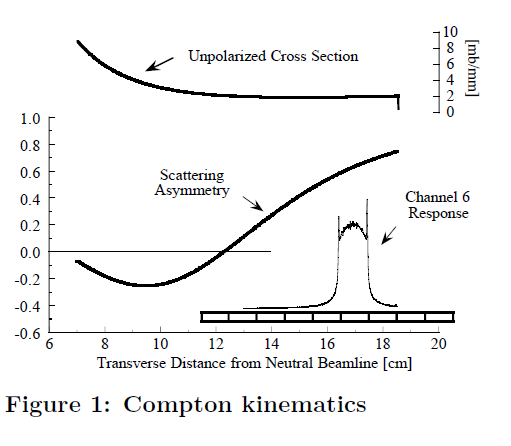 10
8
6
4
2
0
[mb/mm]
Unpolarized Cross Section
1.0
0.8
0.6
0.4
0.2
0.0
-0.2
-0.4
-0.6
Scattering
Asymmetry
Channel 6
Response
6 8 10 12 14 16 18 20
Transverse Distance from Neutral Beamline [cm]
Figure 1: Compton kinematics